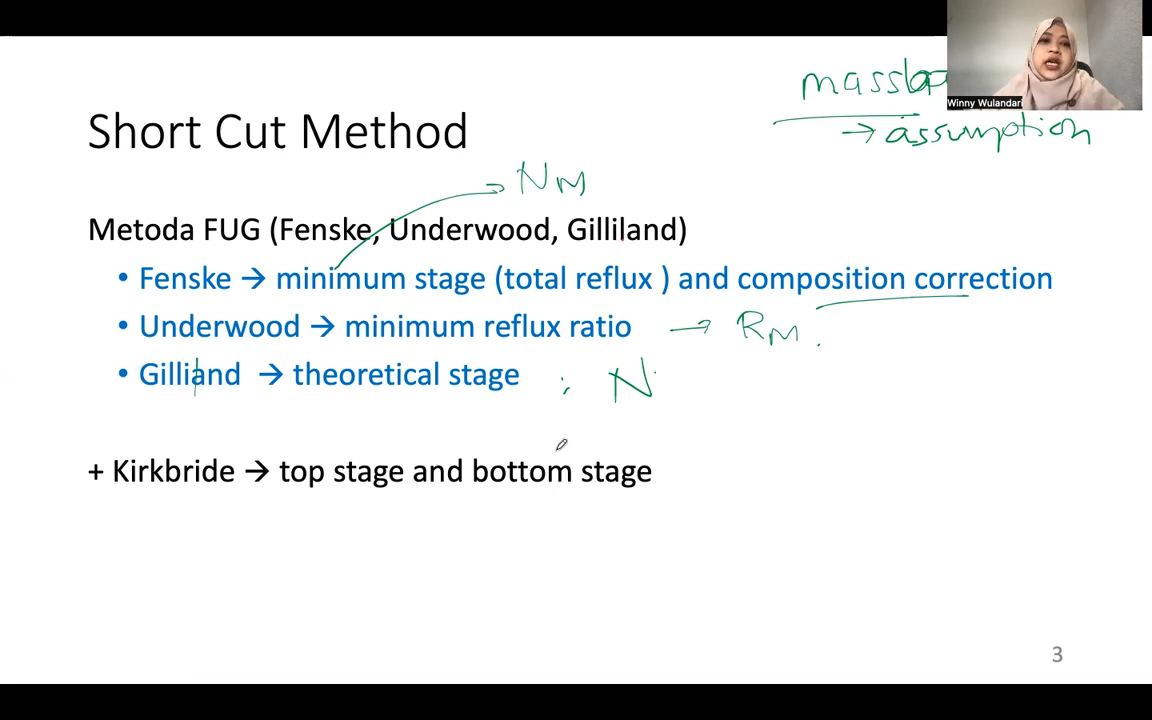 mass
Winny Wulandari
→ assumption
Short Cut Method
NM
Metoda FUG (Fenske, Underwood, Gilliland)
• Fenske → minimum stage (total reflux ) and composition correction
• Underwood → minimum reflux ratio → RM.
• Gilliand → theoretical stage : N
+ Kirkbride → top stage and bottom stage
3